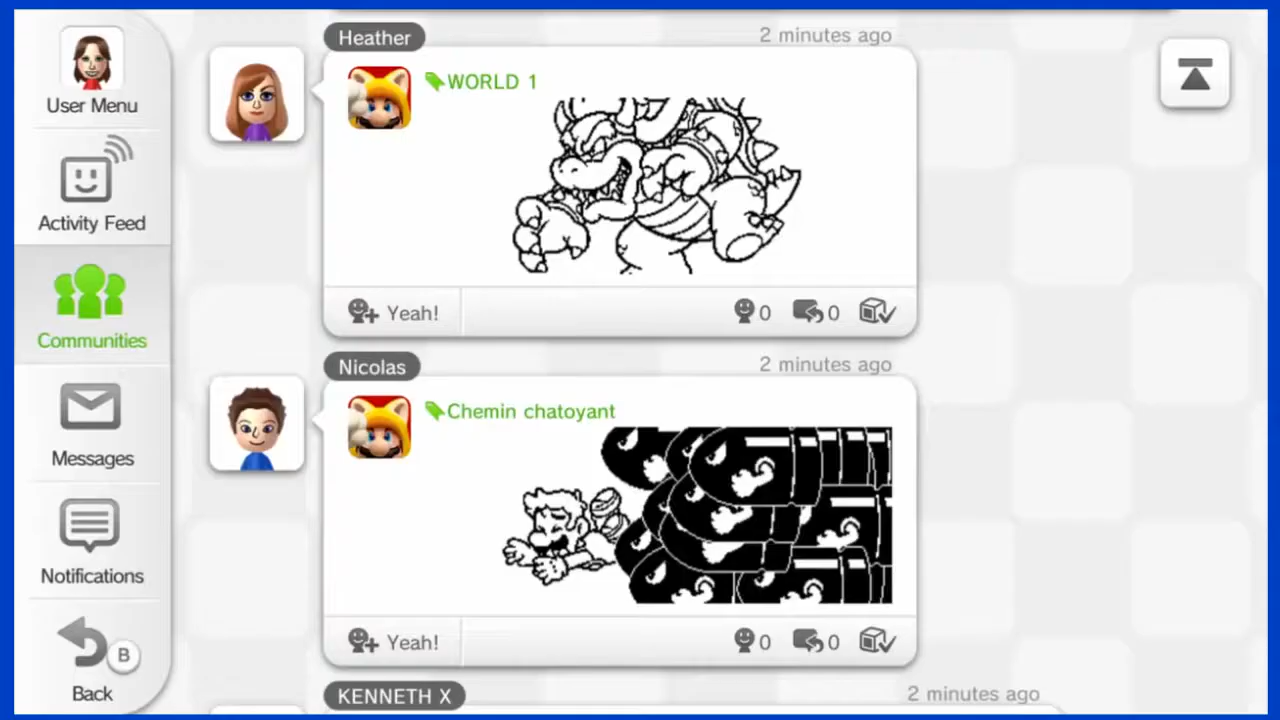 User Menu
Activity Feed
Communities
Messages
Notifications
B
Back
Heather
2 minutes ago
WORLD 1
Yeah!
0
0
Nicolas
2 minutes ago
Chemin chatoyant
Yeah!
0
0
KENNETH X
2 minutes ago